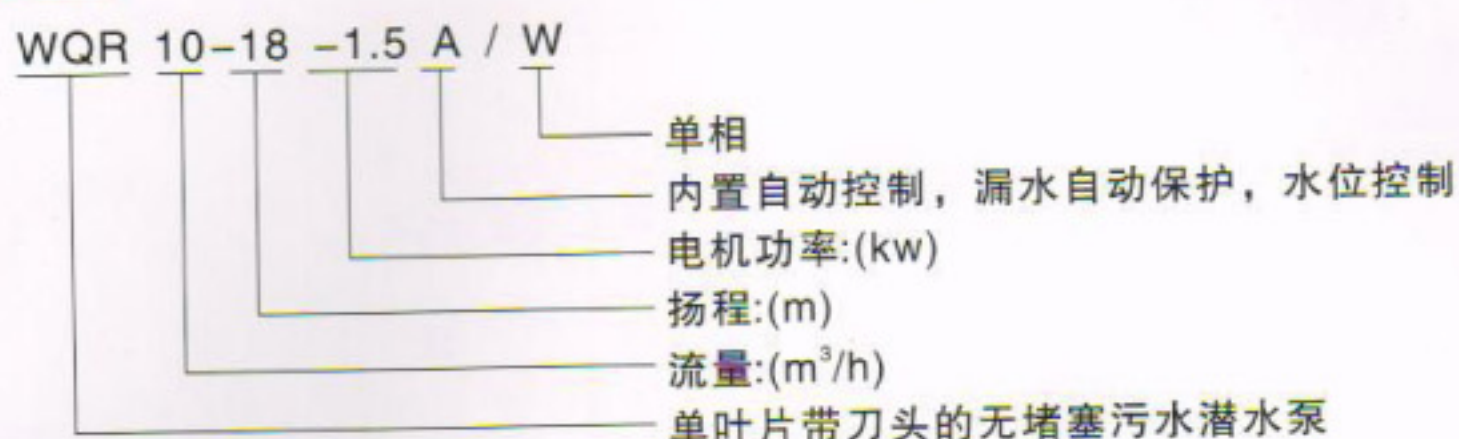 WQR 10-18 -1.5 A / W
单相
内置自动控制，漏水自动保护，水位控制
电机功率:(kw)
扬程:(m)
流量:(m³/h)
单叶片带刀头的无堵塞污水潜水泵